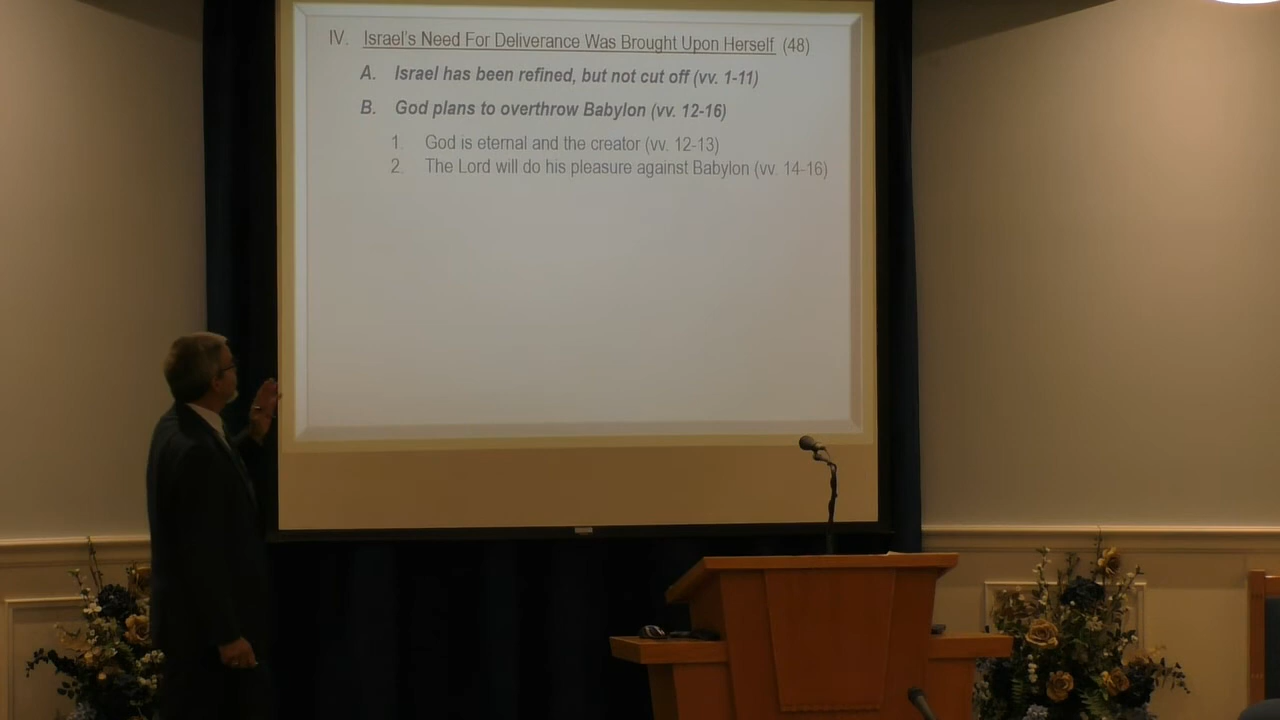 IV. Israel's Need For Deliverance Was Brought Upon Herself (48)
A. Israel has been refined, but not cut off (vv. 1-11)
B. God plans to overthrow Babylon (vv. 12-16)
1. God is eternal and the creator (vv. 12-13)
2. The Lord will do his pleasure against Babylon (vv. 14-16)